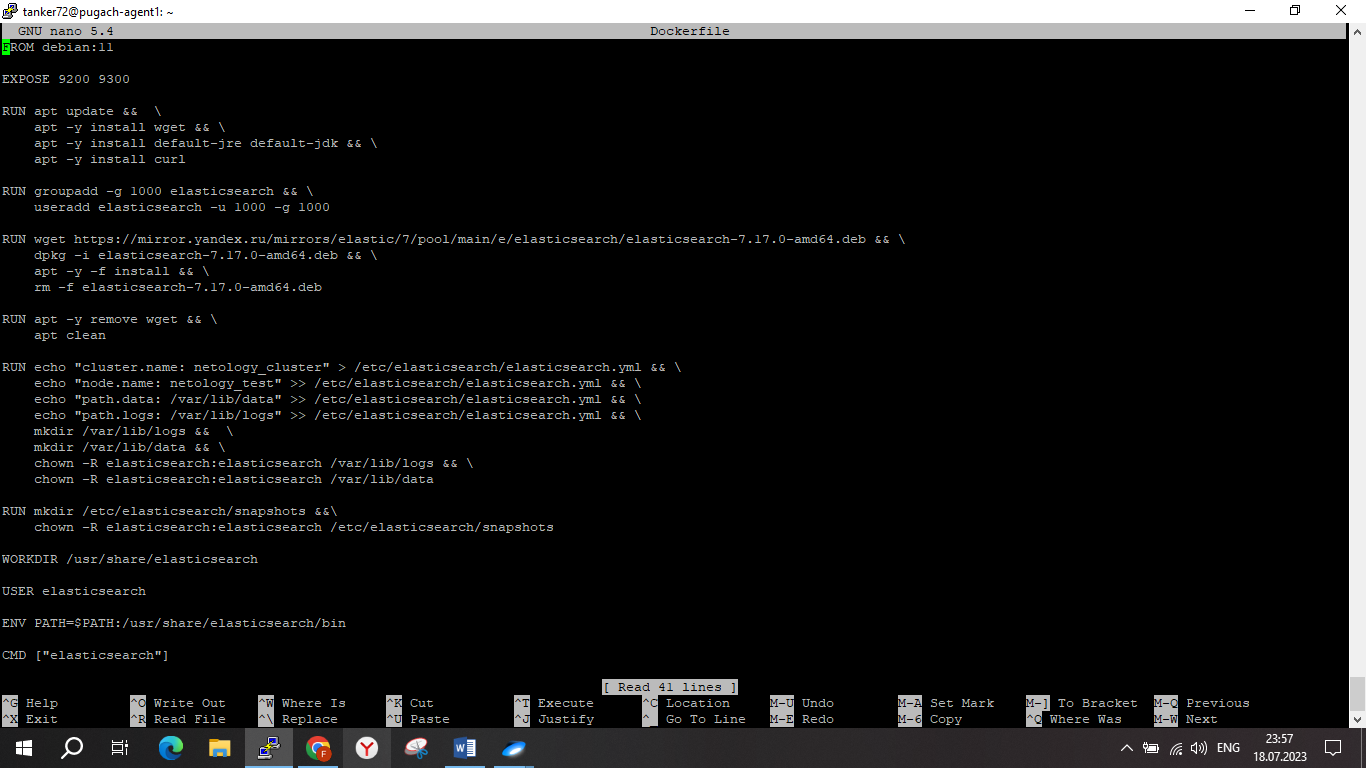 tanker72@pugach-agent1: ~
GNU nano 5.4 Dockerfile
FROM debian:11
EXPOSE 9200 9300
RUN apt update &&  \
    apt -y install wget && \
    apt -y install default-jre default-jdk && \
    apt -y install curl
RUN groupadd -g 1000 elasticsearch && \
    useradd elasticsearch -u 1000 -g 1000
RUN wget https://mirror.yandex.ru/mirrors/elastic/7/pool/main/e/elasticsearch/elasticsearch-7.17.0-amd64.deb && \
    dpkg -i elasticsearch-7.17.0-amd64.deb && \
    apt -y -f install && \
    rm -f elasticsearch-7.17.0-amd64.deb
RUN apt -y remove wget && \
    apt clean
RUN echo "cluster.name: netology_cluster" > /etc/elasticsearch/elasticsearch.yml && \
    echo "node.name: netology_test" >> /etc/elasticsearch/elasticsearch.yml && \
    echo "path.data: /var/lib/data" >> /etc/elasticsearch/elasticsearch.yml && \
    echo "path.logs: /var/lib/logs" >> /etc/elasticsearch/elasticsearch.yml && \
    mkdir /var/lib/logs &&  \
    mkdir /var/lib/data && \
    chown -R elasticsearch:elasticsearch /var/lib/logs && \
    chown -R elasticsearch:elasticsearch /var/lib/data
RUN mkdir /etc/elasticsearch/snapshots &&\
    chown -R elasticsearch:elasticsearch /etc/elasticsearch/snapshots
WORKDIR /usr/share/elasticsearch
USER elasticsearch
ENV PATH=$PATH:/usr/share/elasticsearch/bin
CMD ["elasticsearch"]
[ Read 41 lines ]
^G Help ^O Write Out ^W Where Is ^K Cut ^T Execute ^C Location M-U Undo M-A Set Mark M-] To Bracket M-Q Previous
^X Exit ^R Read File ^\ Replace ^U Paste ^J Justify ^_ Go To Line M-E Redo M-6 Copy ^Q Where Was M-W Next
ENG
23:57
18.07.2023